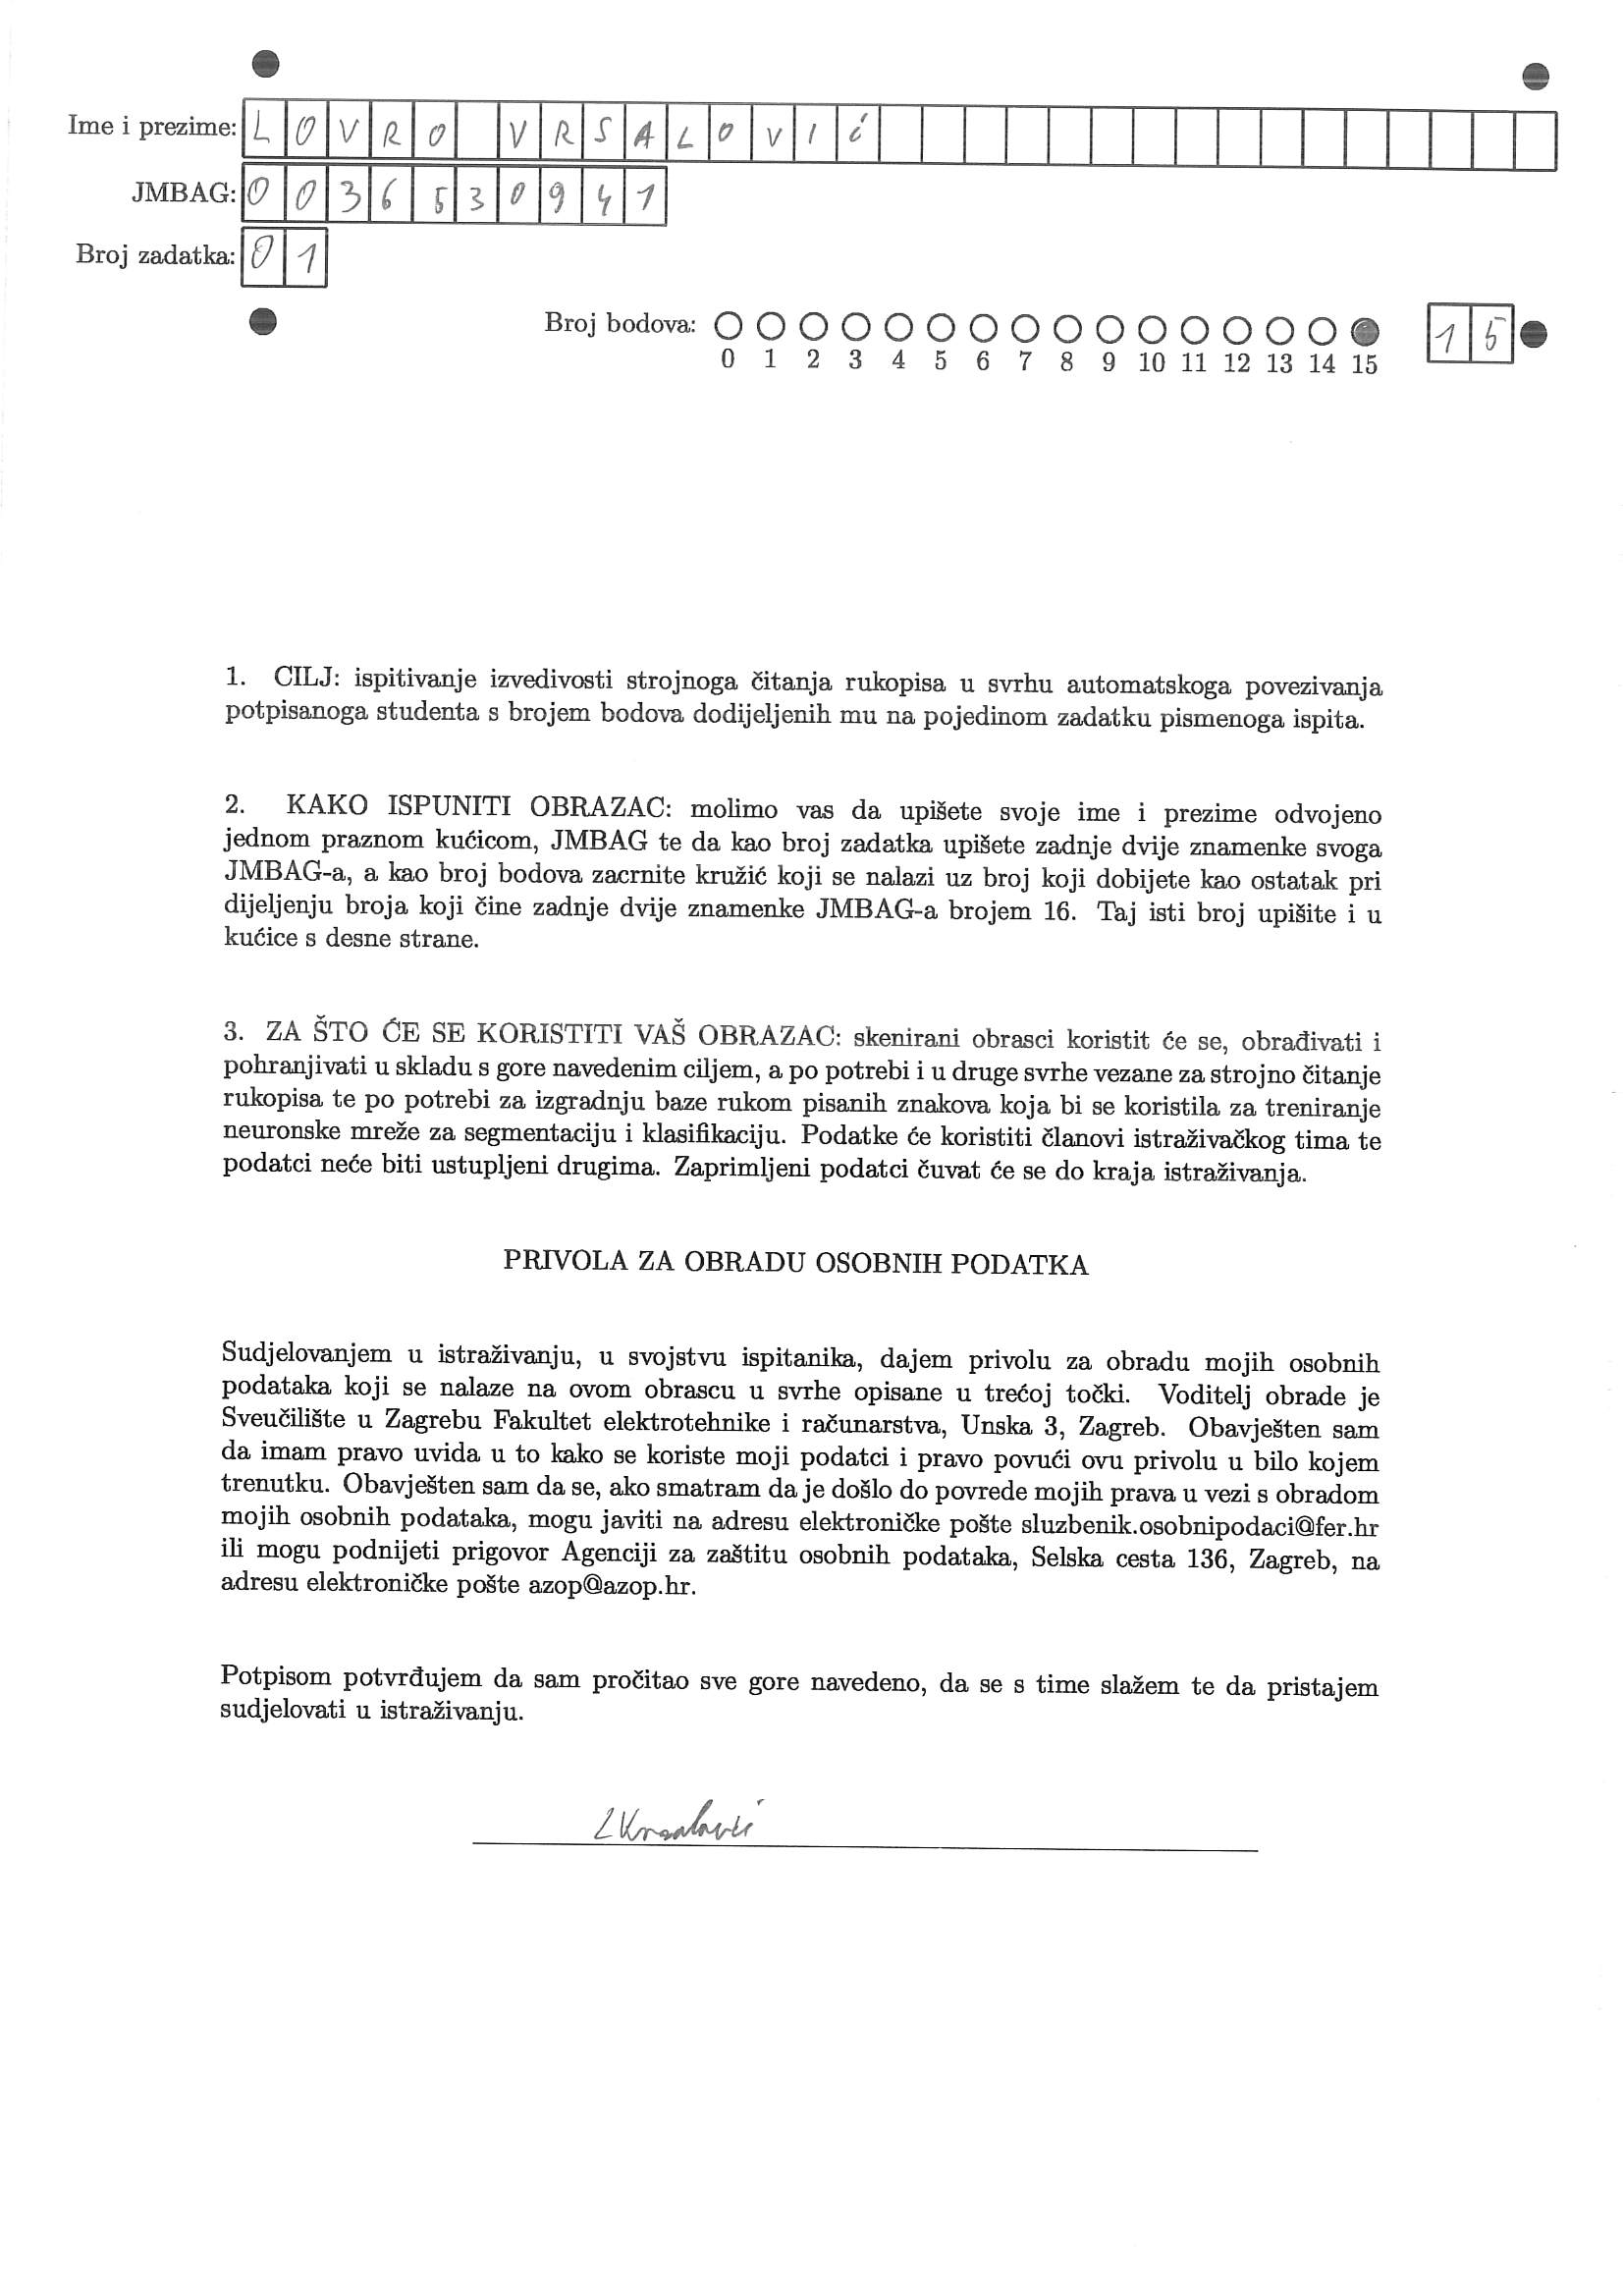 Ime i prezime: LOVRO VRSALOVIĆ
JMBAG: 0036530941
Broj zadatka: 01
Broj bodova: 0 1 2 3 4 5 6 7 8 9 10 11 12 13 14 15 15
1. CILJ: ispitivanje izvedivosti strojnoga čitanja rukopisa u svrhu automatskoga povezivanja
potpisanoga studenta s brojem bodova dodijeljenih mu na pojedinom zadatku pismenoga ispita.
2. KAKO ISPUNITI OBRAZAC: molimo vas da upišete svoje ime i prezime odvojeno
jednom praznom kućicom, JMBAG te da kao broj zadatka upišete zadnje dvije znamenke svoga
JMBAG-a, a kao broj bodova zacrnite kružić koji se nalazi uz broj koji dobijete kao ostatak pri
dijeljenju broja koji čine zadnje dvije znamenke JMBAG-a brojem 16. Taj isti broj upišite i u
kućice s desne strane.
3. ZA ŠTO ĆE SE KORISTITI VAŠ OBRAZAC: skenirani obrasci koristit će se, obrađivati i
pohranjivati u skladu s gore navedenim ciljem, a po potrebi i u druge svrhe vezane za strojno čitanje
rukopisa te po potrebi za izgradnju baze rukom pisanih znakova koja bi se koristila za treniranje
neuronske mreže za segmentaciju i klasifikaciju. Podatke će koristiti članovi istraživačkog tima te
podatci neće biti ustupljeni drugima. Zaprimljeni podatci čuvat će se do kraja istraživanja.
PRIVOLA ZA OBRADU OSOBNIH PODATKA
Sudjelovanjem u istraživanju, u svojstvu ispitanika, dajem privolu za obradu mojih osobnih
podataka koji se nalaze na ovom obrascu u svrhe opisane u trećoj točki. Voditelj obrade je
Sveučilište u Zagrebu Fakultet elektrotehnike i računarstva, Unska 3, Zagreb. Obavješten sam
da imam pravo uvida u to kako se koriste moji podatci i pravo povući ovu privolu u bilo kojem
trenutku. Obavješten sam da se, ako smatram da je došlo do povrede mojih prava u vezi s obradom
mojih osobnih podataka, mogu javiti na adresu elektroničke pošte sluzbenik.osobnipodaci@fer.hr
ili mogu podnijeti prigovor Agenciji za zaštitu osobnih podataka, Selska cesta 136, Zagreb, na
adresu elektroničke pošte azop@azop.hr.
Potpisom potvrđujem da sam pročitao sve gore navedeno, da se s time slažem te da pristajem
sudjelovati u istraživanju.
LVrsalović